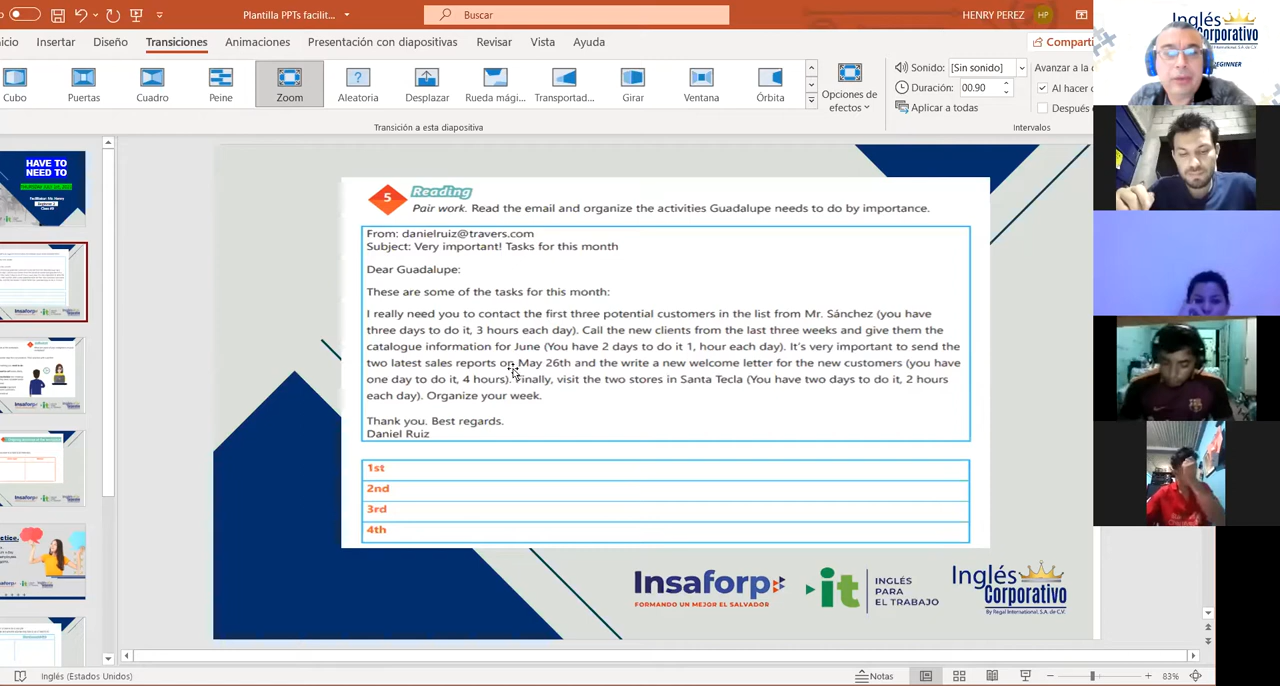 Plantilla PPTs facilit...
Buscar
HENRY PEREZ
HP
Insertar
Diseño
Transiciones
Animaciones
Presentación con diapositivas
Revisar
Vista
Ayuda
Cubo
Puertas
Cuadro
Peine
Zoom
Aleatoria
Desplazar
Rueda mági...
Transportad...
Girar
Ventana
Órbita
Opciones de
efectos
Sonido: [Sin sonido]
Duración: 00.90
Aplicar a todas
Avanzar a la
Al hacer
Después
Transición a esta diapositiva
Intervalos
HAVE TO
NEED TO
5
Reading
Pair work. Read the email and organize the activities Guadalupe needs to do by importance.
From: danielruiz@travers.com
Subject: Very important! Tasks for this month
Dear Guadalupe:
These are some of the tasks for this month:
I really need you to contact the first three potential customers in the list from Mr. Sánchez (you have
three days to do it, 3 hours each day). Call the new clients from the last three weeks and give them the
catalogue information for June (You have 2 days to do it 1, hour each day). It's very important to send the
two latest sales reports on May 26th and the write a new welcome letter for the new customers (you have
one day to do it, 4 hours). Finally, visit the two stores in Santa Tecla (You have two days to do it, 2 hours
each day). Organize your week.
Thank you. Best regards.
Daniel Ruiz
1st
2nd
3rd
4th
Insaforp
FORMANDO UN MEJOR EL SALVADOR
it
INGLÉS
PARA
EL TRABAJO
Inglés
Corporativo
By Regal International, S.A. de C.V.
Inglés
Corporativo
Inglés (Estados Unidos)
Notas
83%